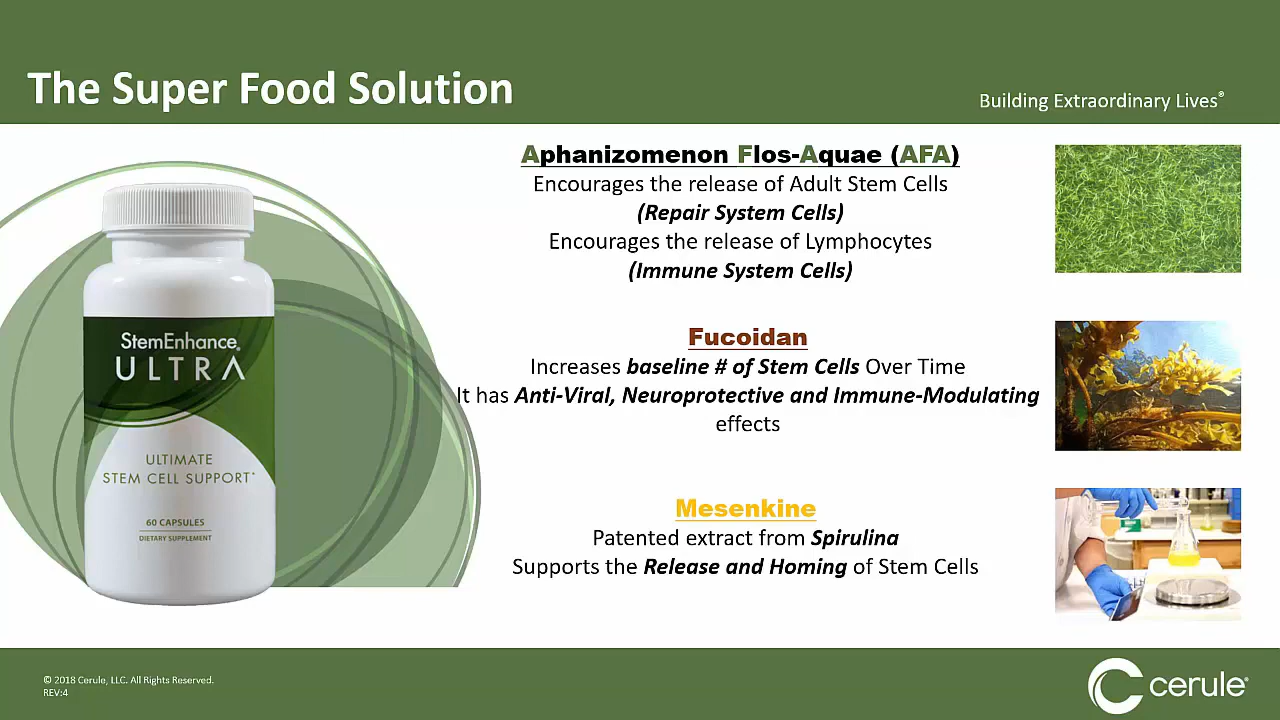 The Super Food Solution
Building Extraordinary Lives®
Aphanizomenon Flos-Aquae (AFA)
Encourages the release of Adult Stem Cells
(Repair System Cells)
Encourages the release of Lymphocytes
(Immune System Cells)
StemEnhance®
ULTRA
ULTIMATE
STEM CELL SUPPORT*
60 CAPSULES
DIETARY SUPPLEMENT
Fucoidan
Increases baseline # of Stem Cells Over Time
It has Anti-Viral, Neuroprotective and Immune-Modulating
effects
Mesenkine
Patented extract from Spirulina
Supports the Release and Homing of Stem Cells
© 2018 Cerule, LLC. All Rights Reserved.
REV:4
cerule®